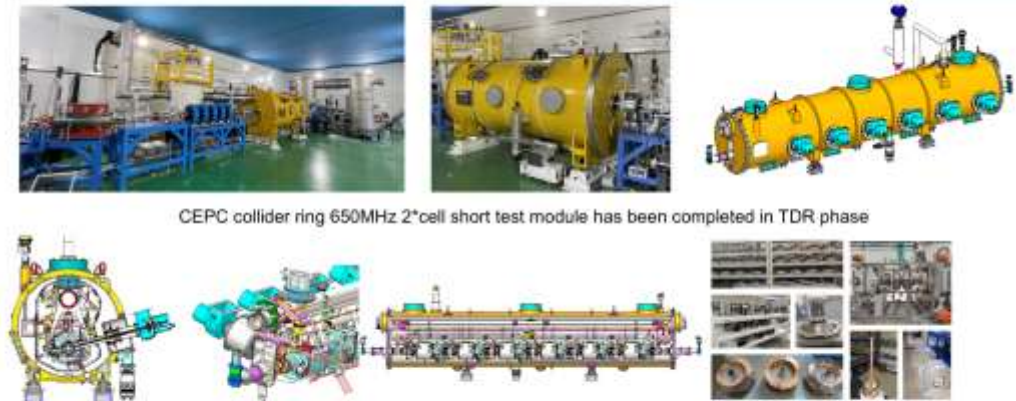 CEPC collider ring 650MHz 2*cell short test module has been completed in TDR phase